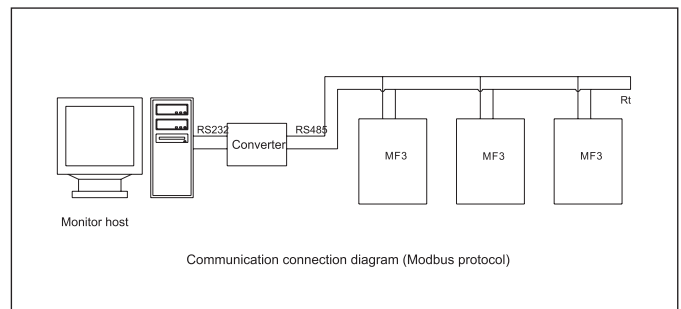 RS232
RS485
Converter
Rt
MF3
MF3
MF3
Monitor host
Communication connection diagram (Modbus protocol)